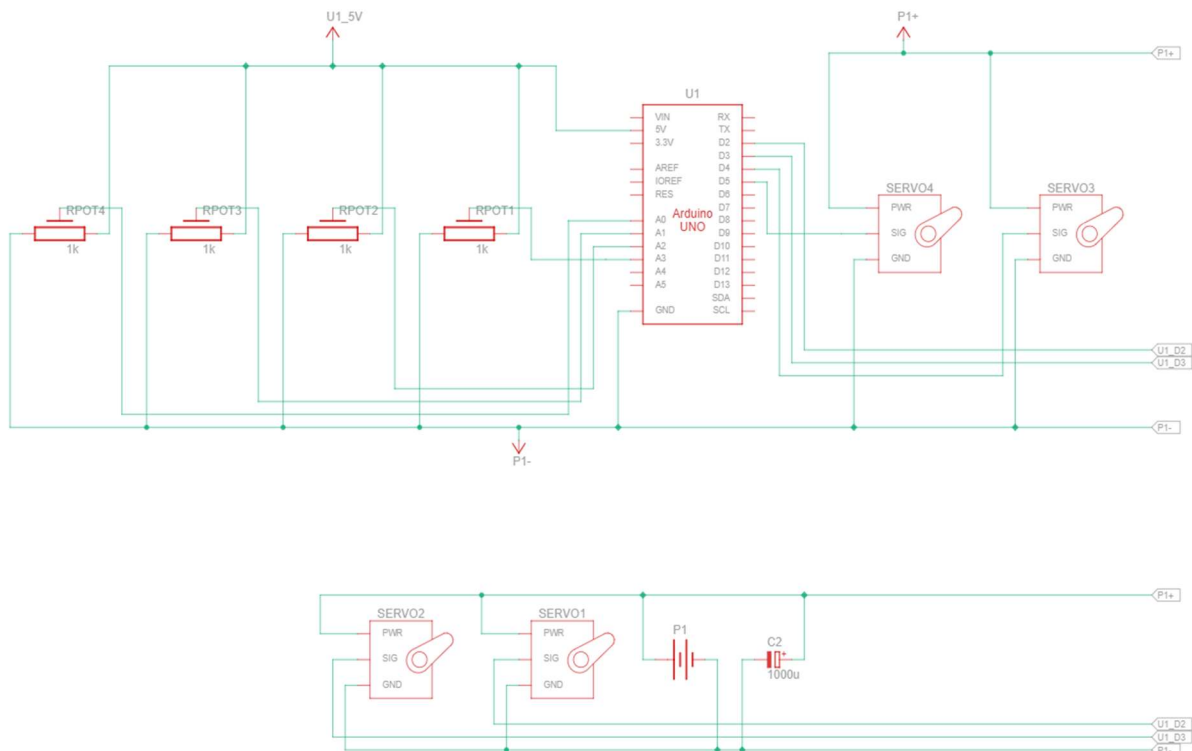 U1_5V
P1+
P1+
U1
VIN
5V
3.3V
AREF
IOREF
RES
A0
A1
A2
A3
A4
A5
GND
Arduino
UNO
RX
TX
D2
D3
D4
D5
D6
D7
D8
D9
D10
D11
D12
D13
SDA
SCL
RPOT4
1k
RPOT3
1k
RPOT2
1k
RPOT1
1k
SERVO4
PWR
SIG
GND
SERVO3
PWR
SIG
GND
U1_D2
U1_D3
P1-
P1-
P1+
SERVO2
PWR
SIG
GND
SERVO1
PWR
SIG
GND
P1
C2
+
1000u
U1_D2
U1_D3
P1-